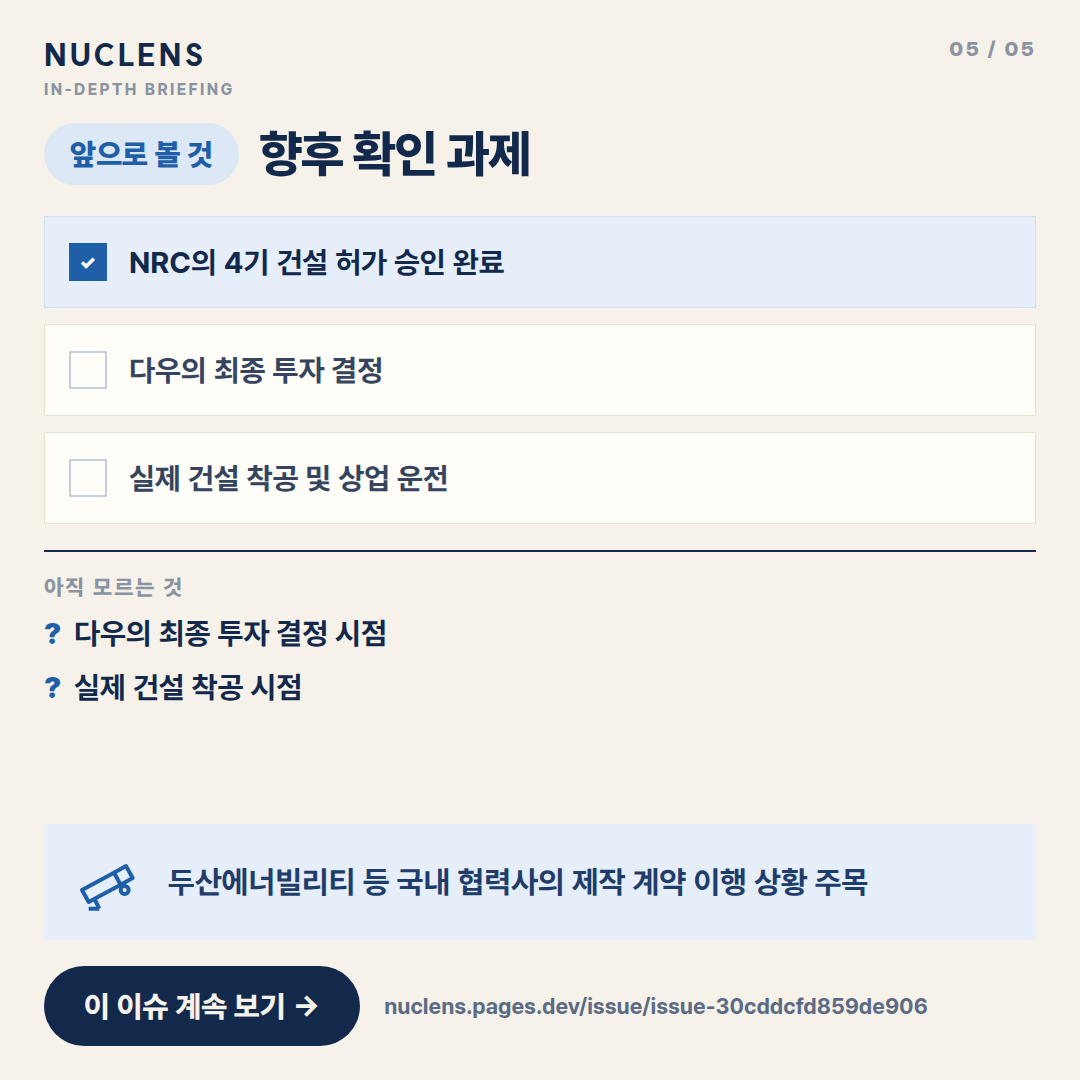 NUCLENS
05 / 05
IN-DEPTH BRIEFING
앞으로 볼 것
향후 확인 과제
NRC의 4기 건설 허가 승인 완료
다우의 최종 투자 결정
실제 건설 착공 및 상업 운전
아직 모르는 것
? 다우의 최종 투자 결정 시점
? 실제 건설 착공 시점
두산에너빌리티 등 국내 협력사의 제작 계약 이행 상황 주목
이 이슈 계속 보기 →
nuclens.pages.dev/issue/issue-30cddcfd859de906